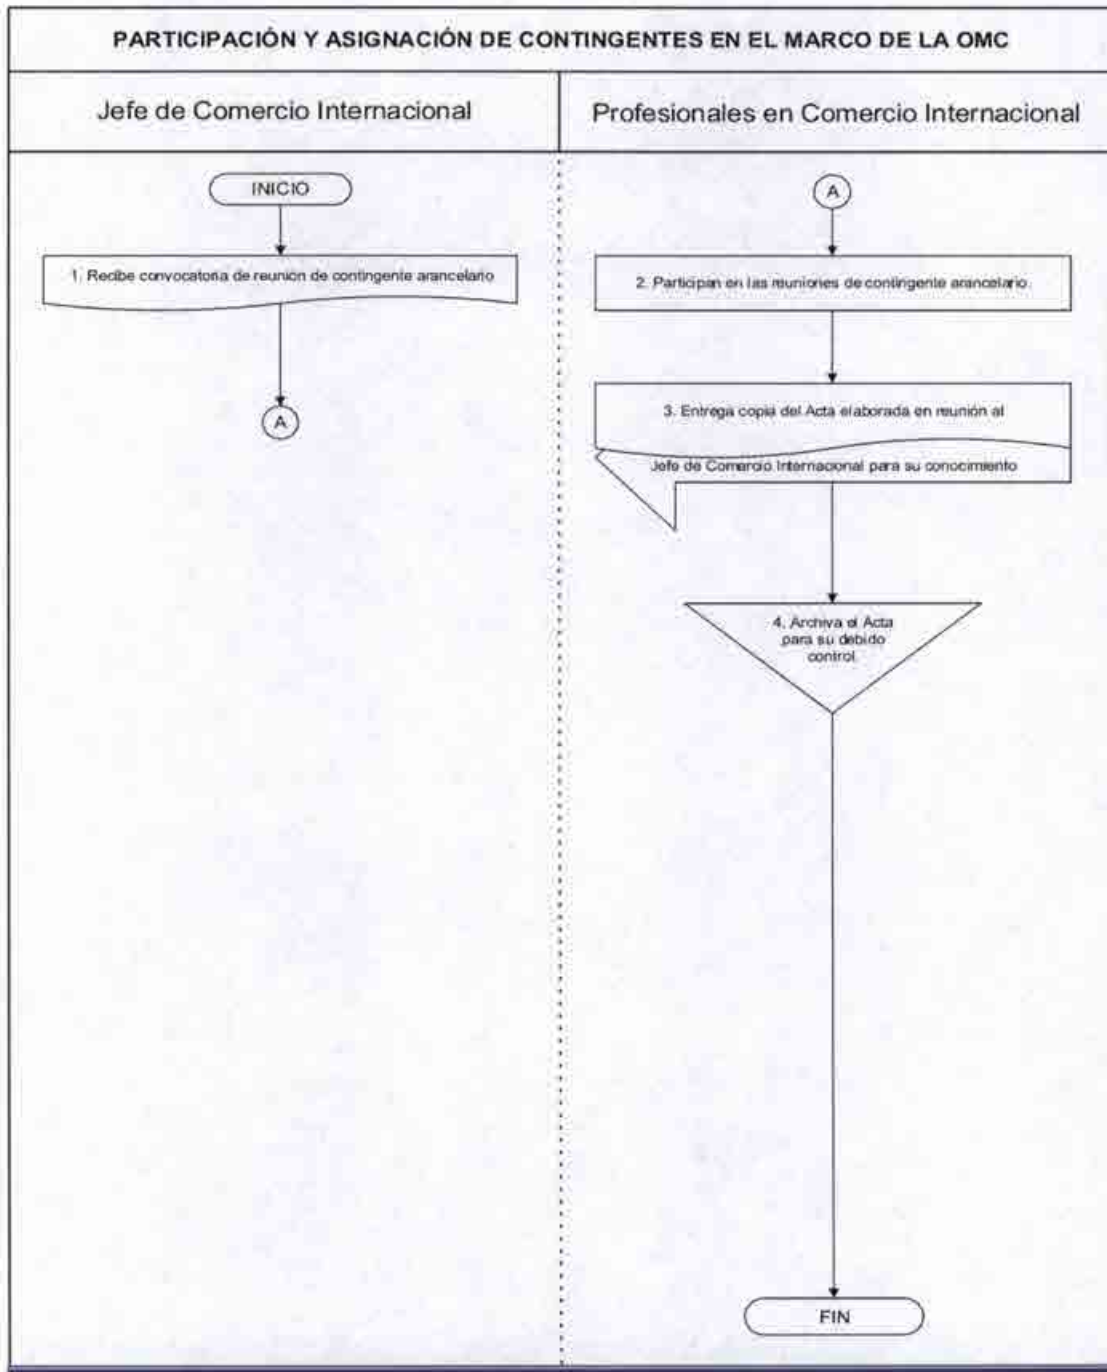 PARTICIPACIÓN Y ASIGNACIÓN DE CONTINGENTES EN EL MARCO DE LA OMC
Jefe de Comercio Internacional
Profesionales en Comercio Internacional
INICIO
1. Recibe convocatoria de reunión de contingente arancelario
A
A
2. Participan en las reuniones de contingente arancelario.
3. Entrega copia del Acta elaborada en reunión al
Jefe de Comercio Internacional para su conocimiento
4. Archiva el Acta
para su debido
control
FIN